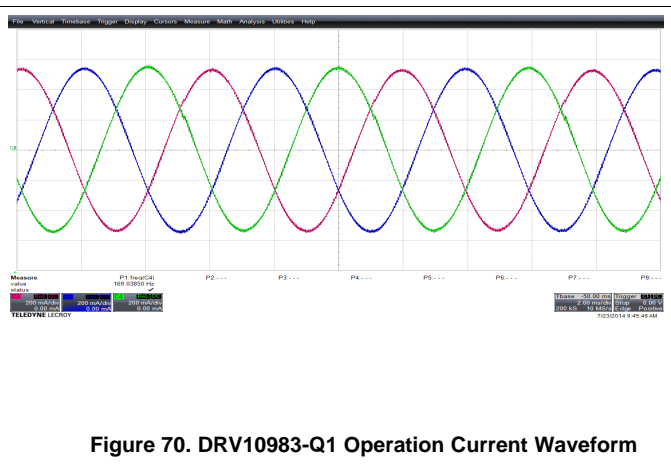 File Vertical Timebase Trigger Display Cursors Measure Math Analysis Utilities Help
Measure P1:freq(C4) P2:- - - P3:- - - P4:- - - P5:- - - P6:- - - P7:- - - P8:- - -
value 169.03850 Hz
status
200 mA/div 200 mA/div 200 mA/div
0.00 mA 0.00 mA 0.00 mA
Tbase -50.00 ms Trigger
2.00 ms/div Stop 0.00 V
200 kS 10 MS/s Edge Positive
TELEDYNE LECROY 7/23/2014 9:45:46 AM
Figure 70. DRV10983-Q1 Operation Current Waveform